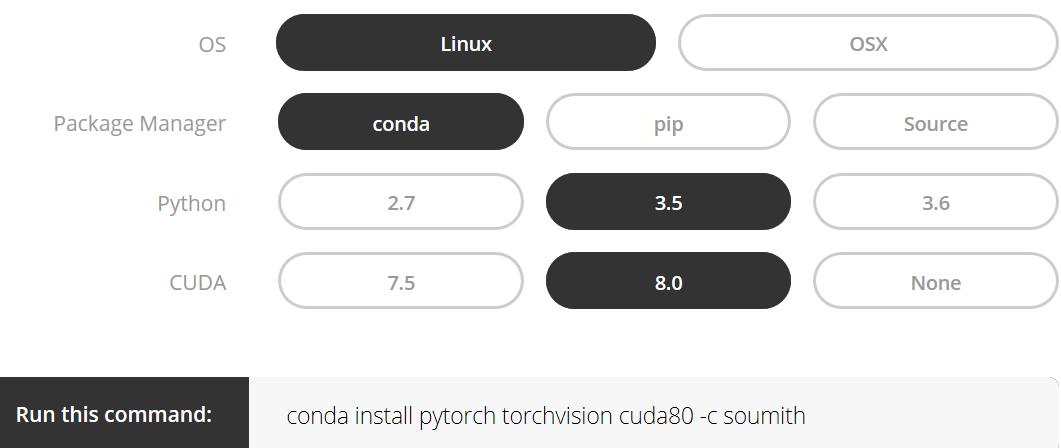 OS Linux OSX
Package Manager conda pip Source
Python 2.7 3.5 3.6
CUDA 7.5 8.0 None
Run this command: conda install pytorch torchvision cuda80 -c soumith